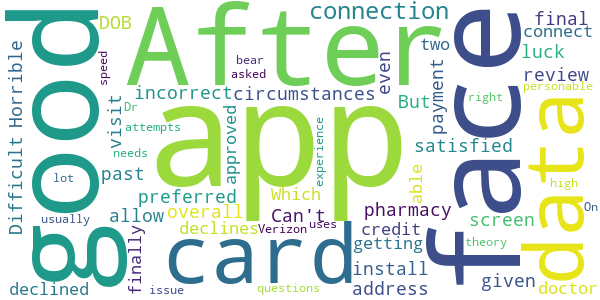 good
DOB
After
connection
face
final
connect
luck
two
bear
asked
even
speed
review
Difficult
Horrible
incorrect
circumstances
But
payment
right
personable
data
visit
Dr
attempts
app
approved
experience
satisfied
needs
past
lot
preferred
Which
able
high
usually
allow
overall
Can't
pharmacy
screen
On
declines
Verizon
uses
credit
card
getting
theory
finally
install
declined
issue
questions
address
given
doctor